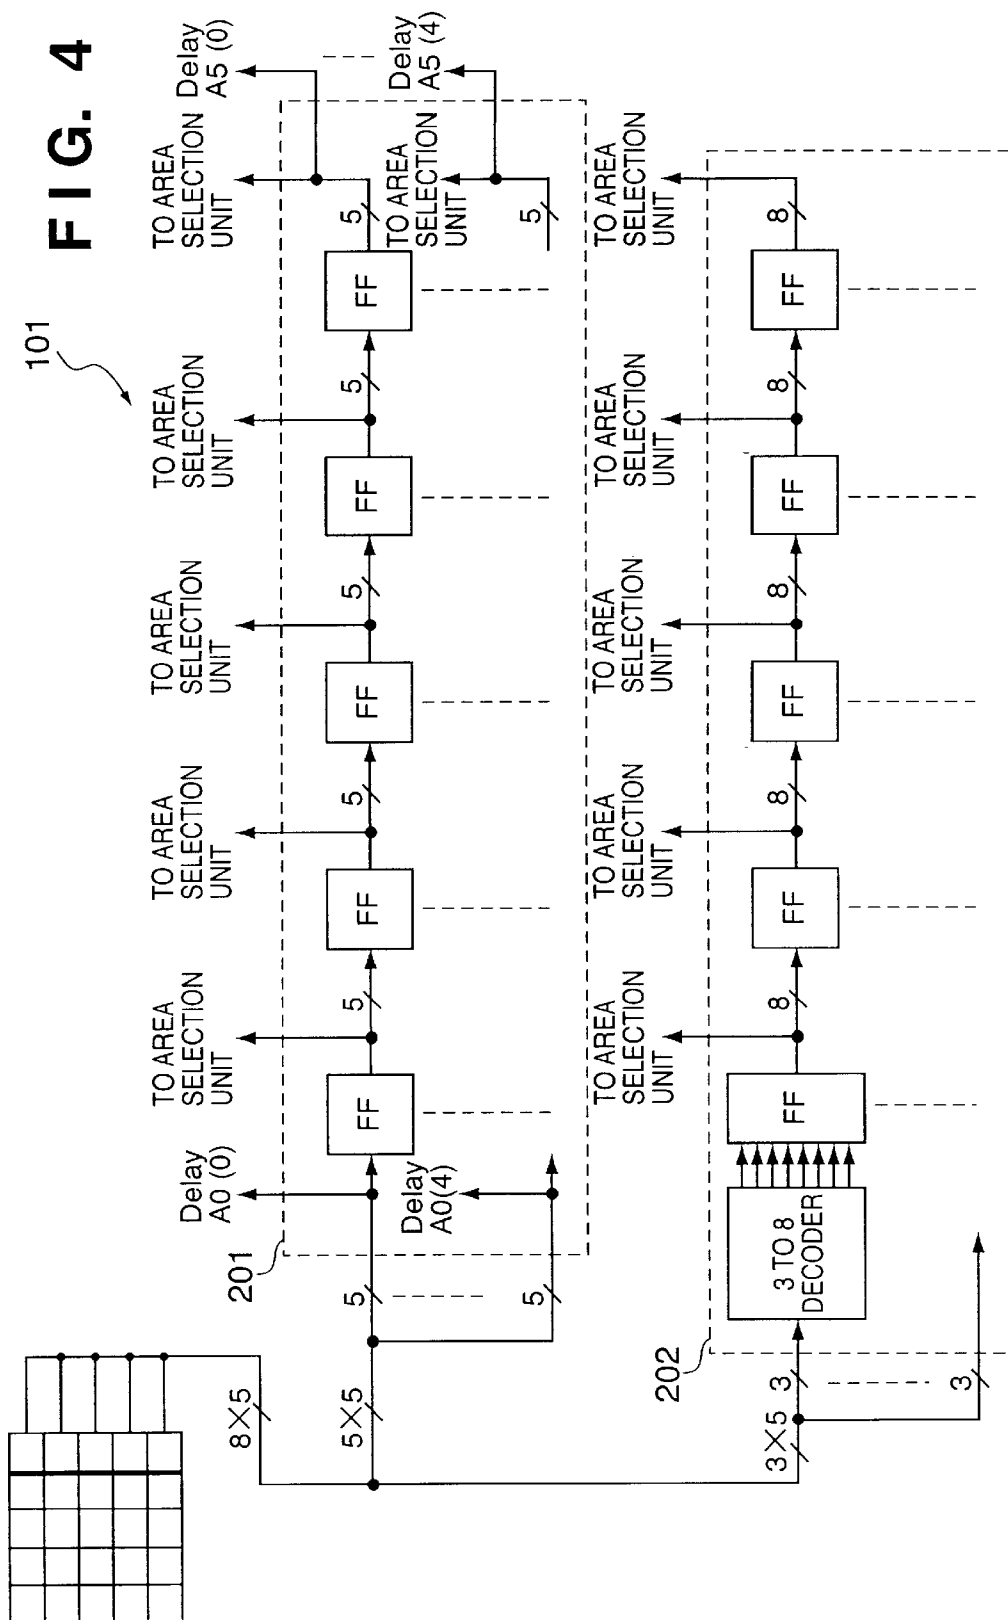 FIG. 4
101
8×5
5×5
3×5
201
5
5
Delay
A0 (0)
Delay
A0(4)
FF
TO AREA
SELECTION
UNIT
5
FF
TO AREA
SELECTION
UNIT
5
FF
TO AREA
SELECTION
UNIT
5
FF
TO AREA
SELECTION
UNIT
5
FF
5
TO AREA
SELECTION
UNIT
Delay
A5 (0)
5
TO AREA
SELECTION
UNIT
Delay
A5 (4)
202
3
3
3 TO 8
DECODER
FF
TO AREA
SELECTION
UNIT
8
FF
TO AREA
SELECTION
UNIT
8
FF
TO AREA
SELECTION
UNIT
8
FF
TO AREA
SELECTION
UNIT
8
FF
8
TO AREA
SELECTION
UNIT